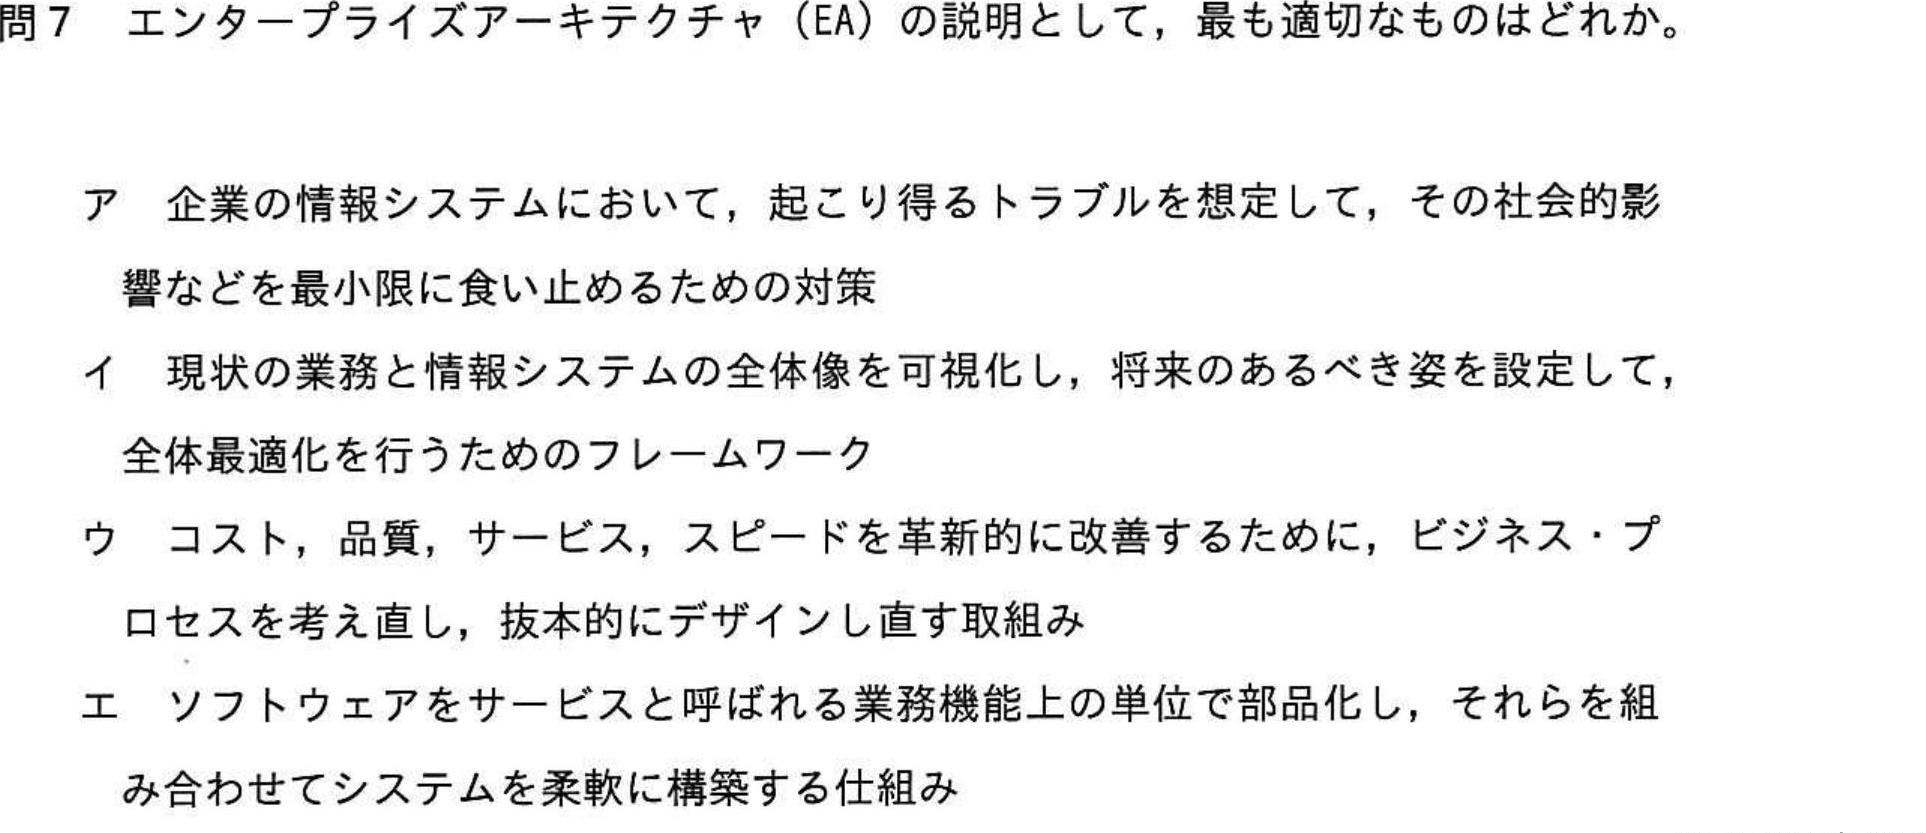 問７　エンタープライズアーキテクチャ（EA）の説明として，最も適切なものはどれか。
ア　企業の情報システムにおいて，起こり得るトラブルを想定して，その社会的影
響などを最小限に食い止めるための対策
イ　現状の業務と情報システムの全体像を可視化し，将来のあるべき姿を設定して，
全体最適化を行うためのフレームワーク
ウ　コスト，品質，サービス，スピードを革新的に改善するために，ビジネス・プ
ロセスを考え直し，抜本的にデザインし直す取組み
エ　ソフトウェアをサービスと呼ばれる業務機能上の単位で部品化し，それらを組
み合わせてシステムを柔軟に構築する仕組み